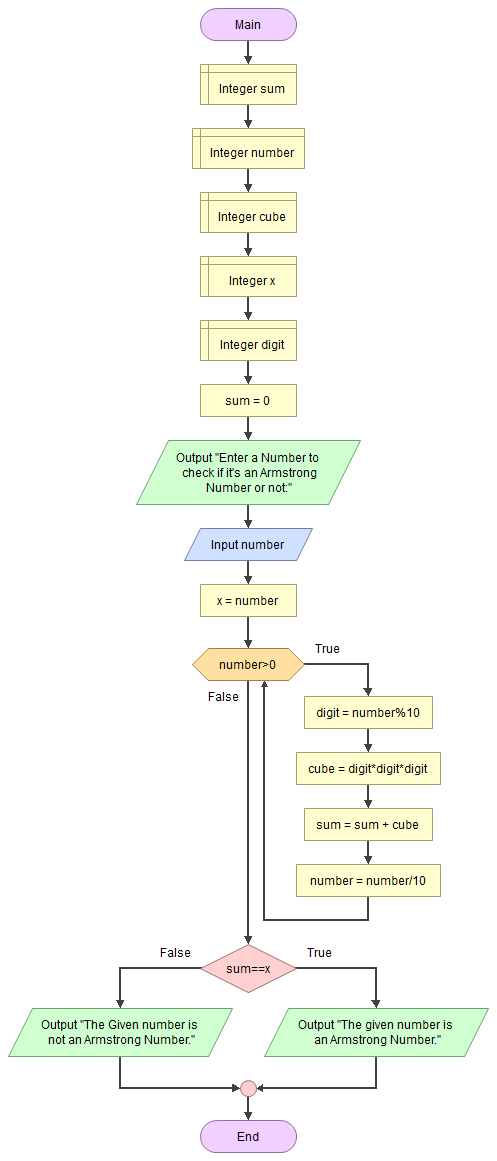 Main
Integer sum
Integer number
Integer cube
Integer x
Integer digit
sum = 0
Output "Enter a Number to
check if it's an Armstrong
Number or not:"
Input number
x = number
number>0
True
False
digit = number%10
cube = digit*digit*digit
sum = sum + cube
number = number/10
False
sum==x
True
Output "The Given number is
not an Armstrong Number."
Output "The given number is
an Armstrong Number."
End